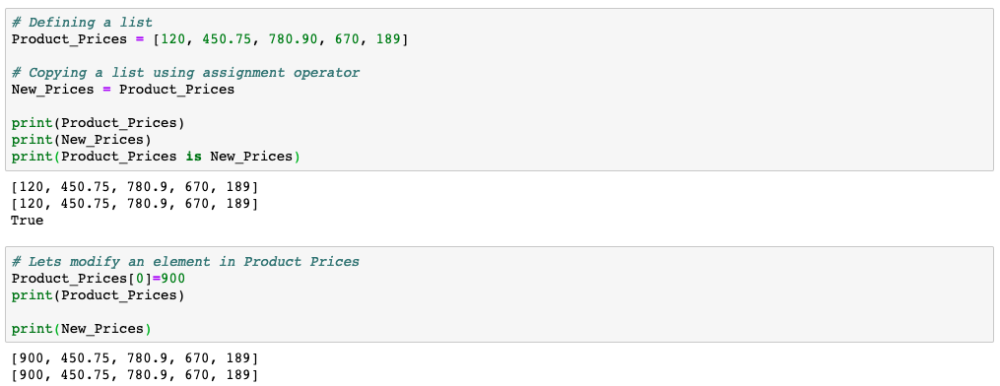 # Defining a list
Product_Prices = [120, 450.75, 780.90, 670, 189]
# Copying a list using assignment operator
New_Prices = Product_Prices
print(Product_Prices)
print(New_Prices)
print(Product_Prices is New_Prices)
[120, 450.75, 780.9, 670, 189]
[120, 450.75, 780.9, 670, 189]
True
# Lets modify an element in Product Prices
Product_Prices[0]=900
print(Product_Prices)
print(New_Prices)
[900, 450.75, 780.9, 670, 189]
[900, 450.75, 780.9, 670, 189]